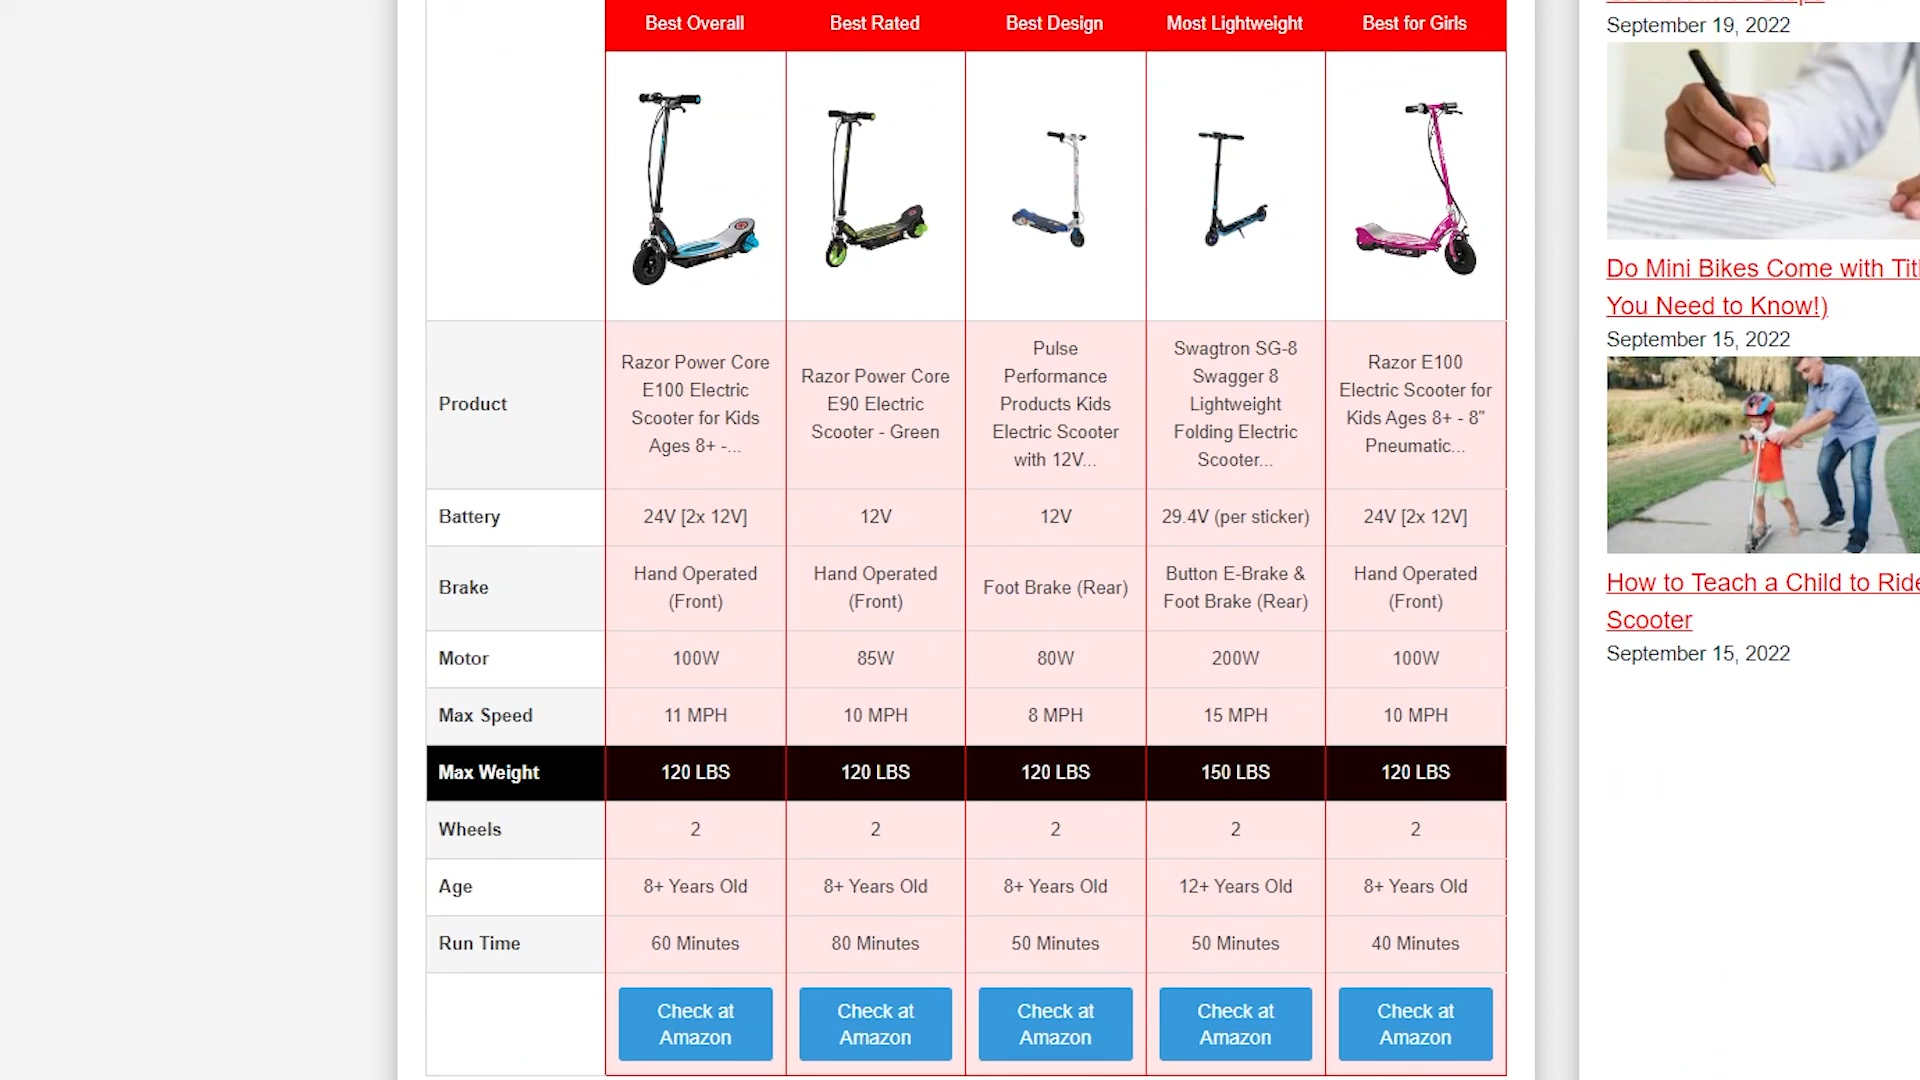 Best Overall
Best Rated
Best Design
Most Lightweight
Best for Girls
Product
Razor Power Core
E100 Electric
Scooter for Kids
Ages 8+ -...
Razor Power Core
E90 Electric
Scooter - Green
Pulse
Performance
Products Kids
Electric Scooter
with 12V...
Swagtron SG-8
Swagger 8
Lightweight
Folding Electric
Scooter...
Razor E100
Electric Scooter for
Kids Ages 8+ - 8"
Pneumatic...
Battery
24V [2x 12V]
12V
12V
29.4V (per sticker)
24V [2x 12V]
Brake
Hand Operated
(Front)
Hand Operated
(Front)
Foot Brake (Rear)
Button E-Brake &
Foot Brake (Rear)
Hand Operated
(Front)
Motor
100W
85W
80W
200W
100W
Max Speed
11 MPH
10 MPH
8 MPH
15 MPH
10 MPH
Max Weight
120 LBS
120 LBS
120 LBS
150 LBS
120 LBS
Wheels
2
2
2
2
2
Age
8+ Years Old
8+ Years Old
8+ Years Old
12+ Years Old
8+ Years Old
Run Time
60 Minutes
80 Minutes
50 Minutes
50 Minutes
40 Minutes
Check at
Amazon
Check at
Amazon
Check at
Amazon
Check at
Amazon
Check at
Amazon
September 19, 2022
Do Mini Bikes Come with
You Need to Know!)
September 15, 2022
How to Teach a Child to
Scooter
September 15, 2022